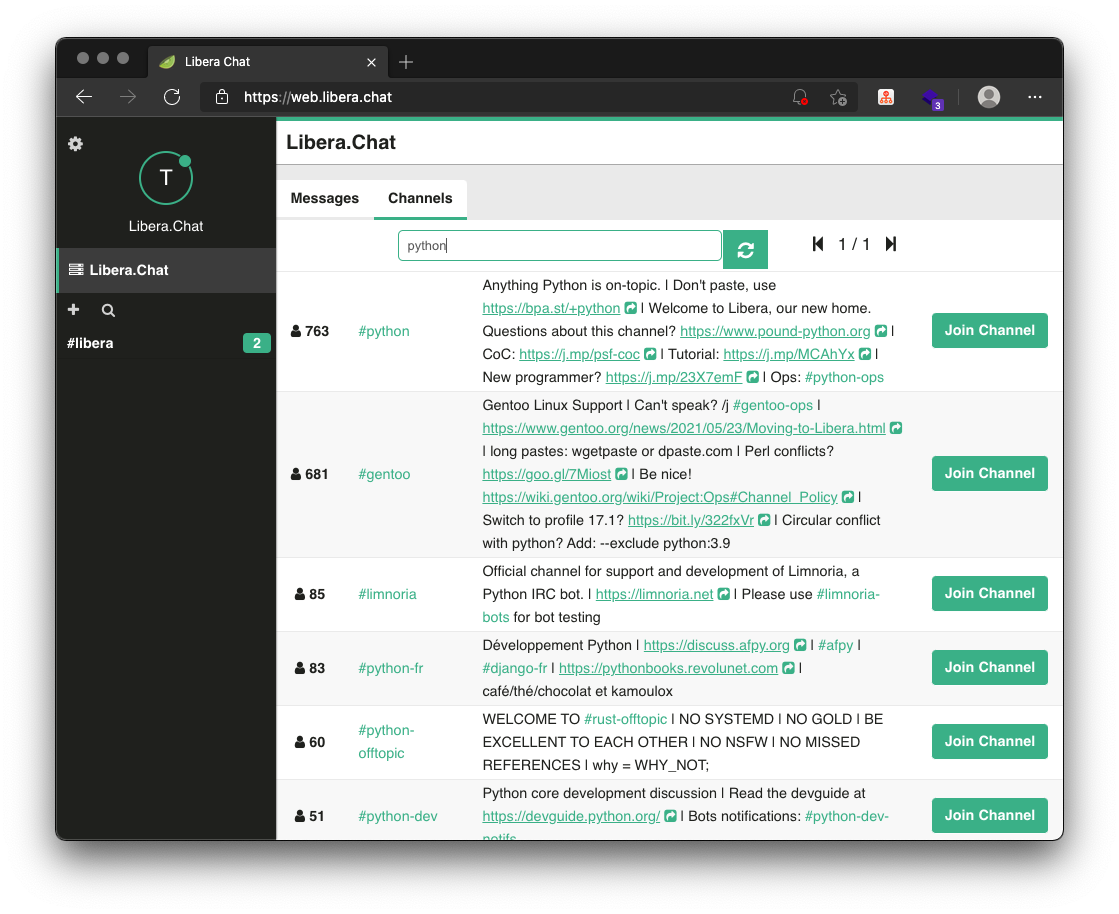 Libera Chat
https://web.libera.chat
3
T
Libera.Chat
Libera.Chat
#libera 2
Libera.Chat
Messages Channels
python 1 / 1
763 #python
Anything Python is on-topic. | Don't paste, use
https://bpa.st/+python | Welcome to Libera, our new home.
Questions about this channel? https://www.pound-python.org |
CoC: https://j.mp/psf-coc | Tutorial: https://j.mp/MCAhYx |
New programmer? https://j.mp/23X7emF | Ops: #python-ops
Join Channel
681 #gentoo
Gentoo Linux Support | Can't speak? /j #gentoo-ops |
https://www.gentoo.org/news/2021/05/23/Moving-to-Libera.html
| long pastes: wgetpaste or dpaste.com | Perl conflicts?
https://goo.gl/7Miost | Be nice!
https://wiki.gentoo.org/wiki/Project:Ops#Channel_Policy |
Switch to profile 17.1? https://bit.ly/322fxVr | Circular conflict
with python? Add: --exclude python:3.9
Join Channel
85 #limnoria
Official channel for support and development of Limnoria, a
Python IRC bot. | https://limnoria.net | Please use #limnoria-
bots for bot testing
Join Channel
83 #python-fr
Développement Python | https://discuss.afpy.org | #afpy |
#django-fr | https://pythonbooks.revolunet.com |
café/thé/chocolat et kamoulox
Join Channel
60 #python-
offtopic
WELCOME TO #rust-offtopic | NO SYSTEMD | NO GOLD | BE
EXCELLENT TO EACH OTHER | NO NSFW | NO MISSED
REFERENCES | why = WHY_NOT;
Join Channel
51 #python-dev
Python core development discussion | Read the devguide at
https://devguide.python.org/ | Bots notifications: #python-dev-
notifs
Join Channel